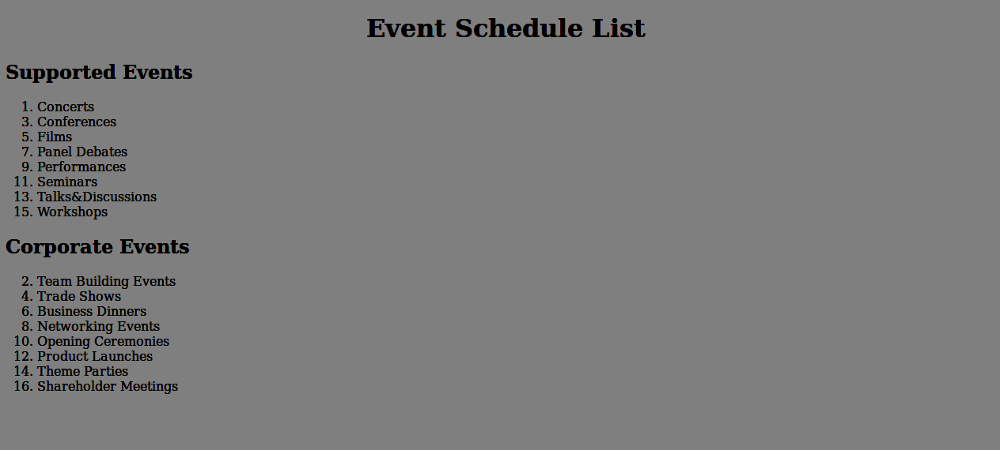 Event Schedule List
Supported Events
1. Concerts
3. Conferences
5. Films
7. Panel Debates
9. Performances
11. Seminars
13. Talks&Discussions
15. Workshops
Corporate Events
2. Team Building Events
4. Trade Shows
6. Business Dinners
8. Networking Events
10. Opening Ceremonies
12. Product Launches
14. Theme Parties
16. Shareholder Meetings